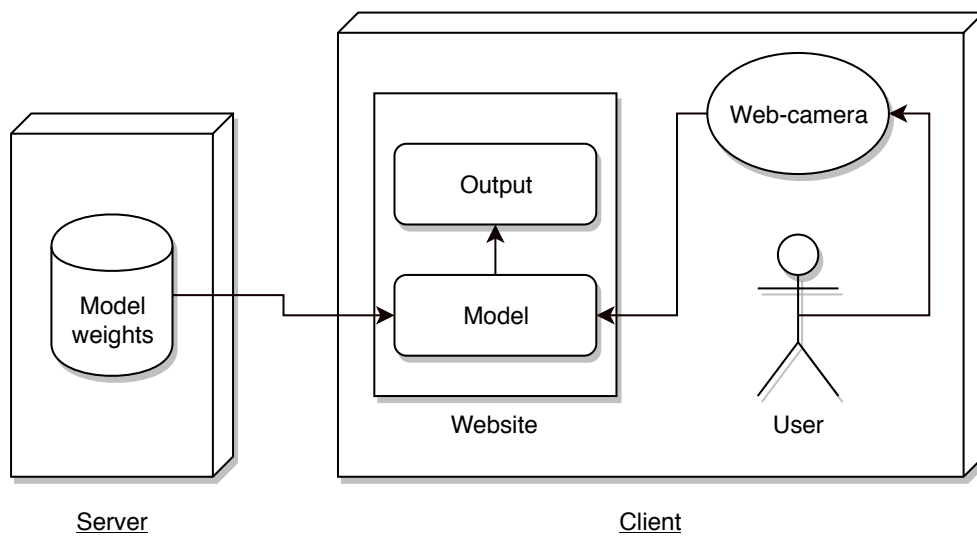 Web-camera
Output
Model
weights
Model
Website
User
Server
Client